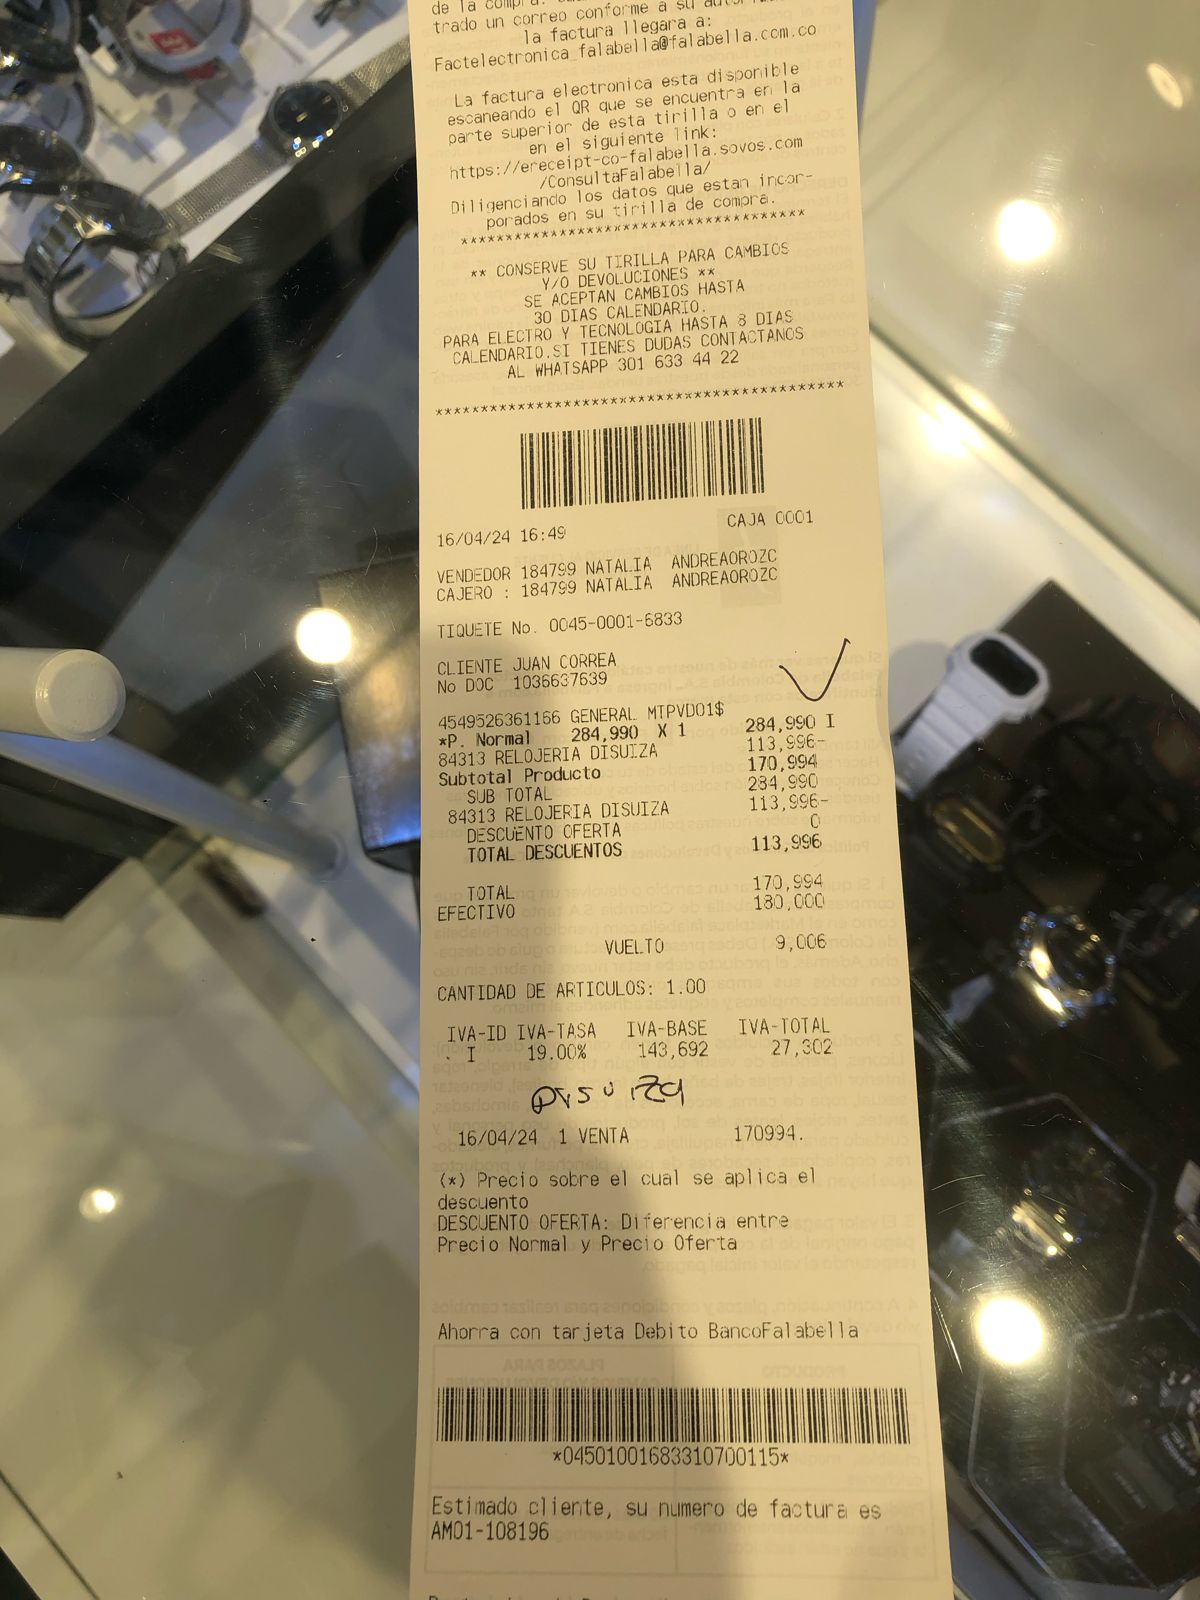 de la compra.
trado un correo conforme a su
la factura llegara a:
Factelectronica_falabella@falabella.com.co
La factura electronica esta disponible
escaneando el QR que se encuentra en la
parte superior de esta tirilla o en el
en el siguiente link:
https://ereceipt-co-falabella.sovos.com
/ConsultaFalabella/
Diligenciando los datos que estan incor-
porados en su tirilla de compra.
**************************************
** CONSERVE SU TIRILLA PARA CAMBIOS
Y/O DEVOLUCIONES **
SE ACEPTAN CAMBIOS HASTA
30 DIAS CALENDARIO.
PARA ELECTRO Y TECNOLOGIA HASTA 8 DIAS
CALENDARIO.SI TIENES DUDAS CONTACTANOS
AL WHATSAPP 301 633 44 22
*********************************************
16/04/24 16:49 CAJA 0001
VENDEDOR 184799 NATALIA ANDREAOROZC
CAJERO : 184799 NATALIA ANDREAOROZC
TIQUETE No. 0045-0001-6833
CLIENTE JUAN CORREA
No DOC 1036637639
4549526361166 GENERAL MTPVD01$
*P. Normal 284,990 X 1 284,990 I
84313 RELOJERIA DISUIZA 113,996-
Subtotal Producto 170,994
SUB TOTAL 284,990
84313 RELOJERIA DISUIZA 113,996-
DESCUENTO OFERTA 0
TOTAL DESCUENTOS 113,996
TOTAL 170,994
EFECTIVO 180,000
VUELTO 9,006
CANTIDAD DE ARTICULOS: 1.00
IVA-ID IVA-TASA IVA-BASE IVA-TOTAL
I 19.00% 143,692 27,302
Disuiza
16/04/24 1 VENTA 170994.
(*) Precio sobre el cual se aplica el
descuento
DESCUENTO OFERTA: Diferencia entre
Precio Normal y Precio Oferta
Ahorra con tarjeta Debito BancoFalabella
*04501001683310700115*
Estimado cliente, su numero de factura es
AM01-108196